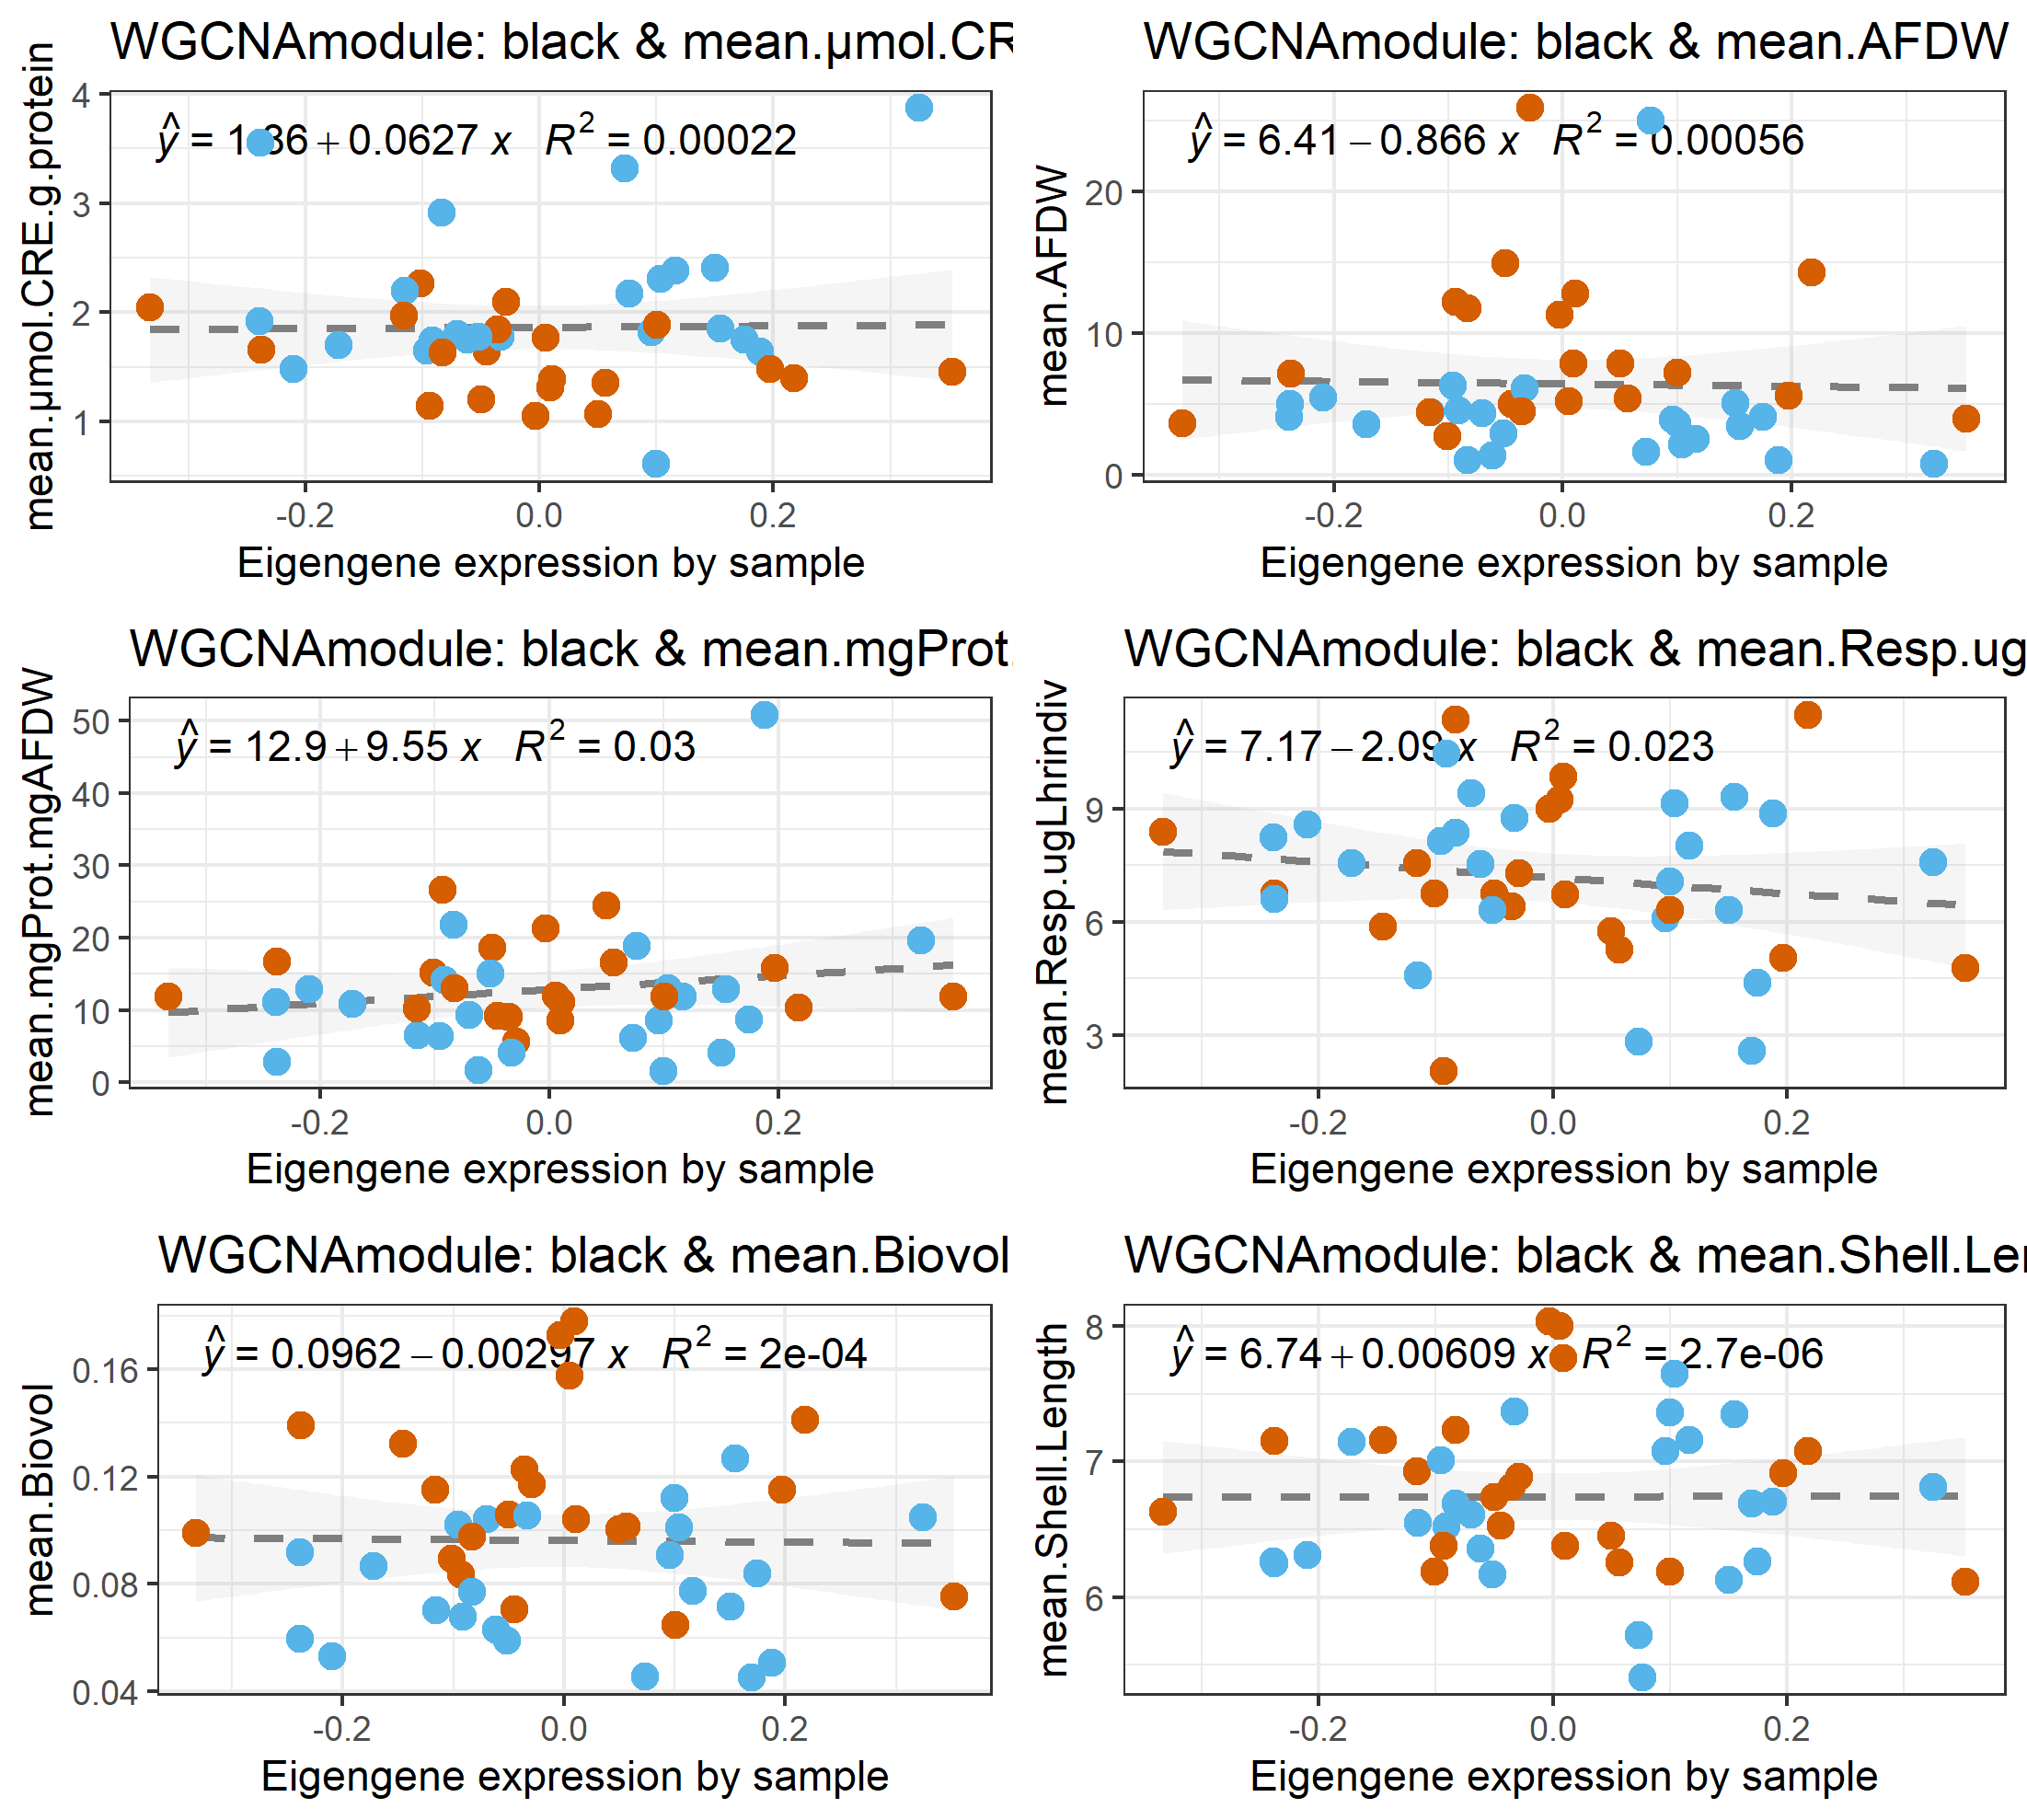 WGCNAmodule: black & mean.µmol.CR
mean.µmol.CRE.g.protein
4
3
2
1
ŷ = 1.86 + 0.0627 x R² = 0.00022
-0.2 0.0 0.2
Eigengene expression by sample
WGCNAmodule: black & mean.AFDW
mean.AFDW
20
10
0
ŷ = 6.41 − 0.866 x R² = 0.00056
-0.2 0.0 0.2
Eigengene expression by sample
WGCNAmodule: black & mean.mgProt.
mean.mgProt.mgAFDW
50
40
30
20
10
0
ŷ = 12.9 + 9.55 x R² = 0.03
-0.2 0.0 0.2
Eigengene expression by sample
WGCNAmodule: black & mean.Resp.ug
mean.Resp.ugLhrindiv
9
6
3
ŷ = 7.17 − 2.09 x R² = 0.023
-0.2 0.0 0.2
Eigengene expression by sample
WGCNAmodule: black & mean.Biovol
mean.Biovol
0.16
0.12
0.08
0.04
ŷ = 0.0962 − 0.00297 x R² = 2e-04
-0.2 0.0 0.2
Eigengene expression by sample
WGCNAmodule: black & mean.Shell.Ler
mean.Shell.Length
8
7
6
ŷ = 6.74 + 0.00609 x R² = 2.7e-06
-0.2 0.0 0.2
Eigengene expression by sample